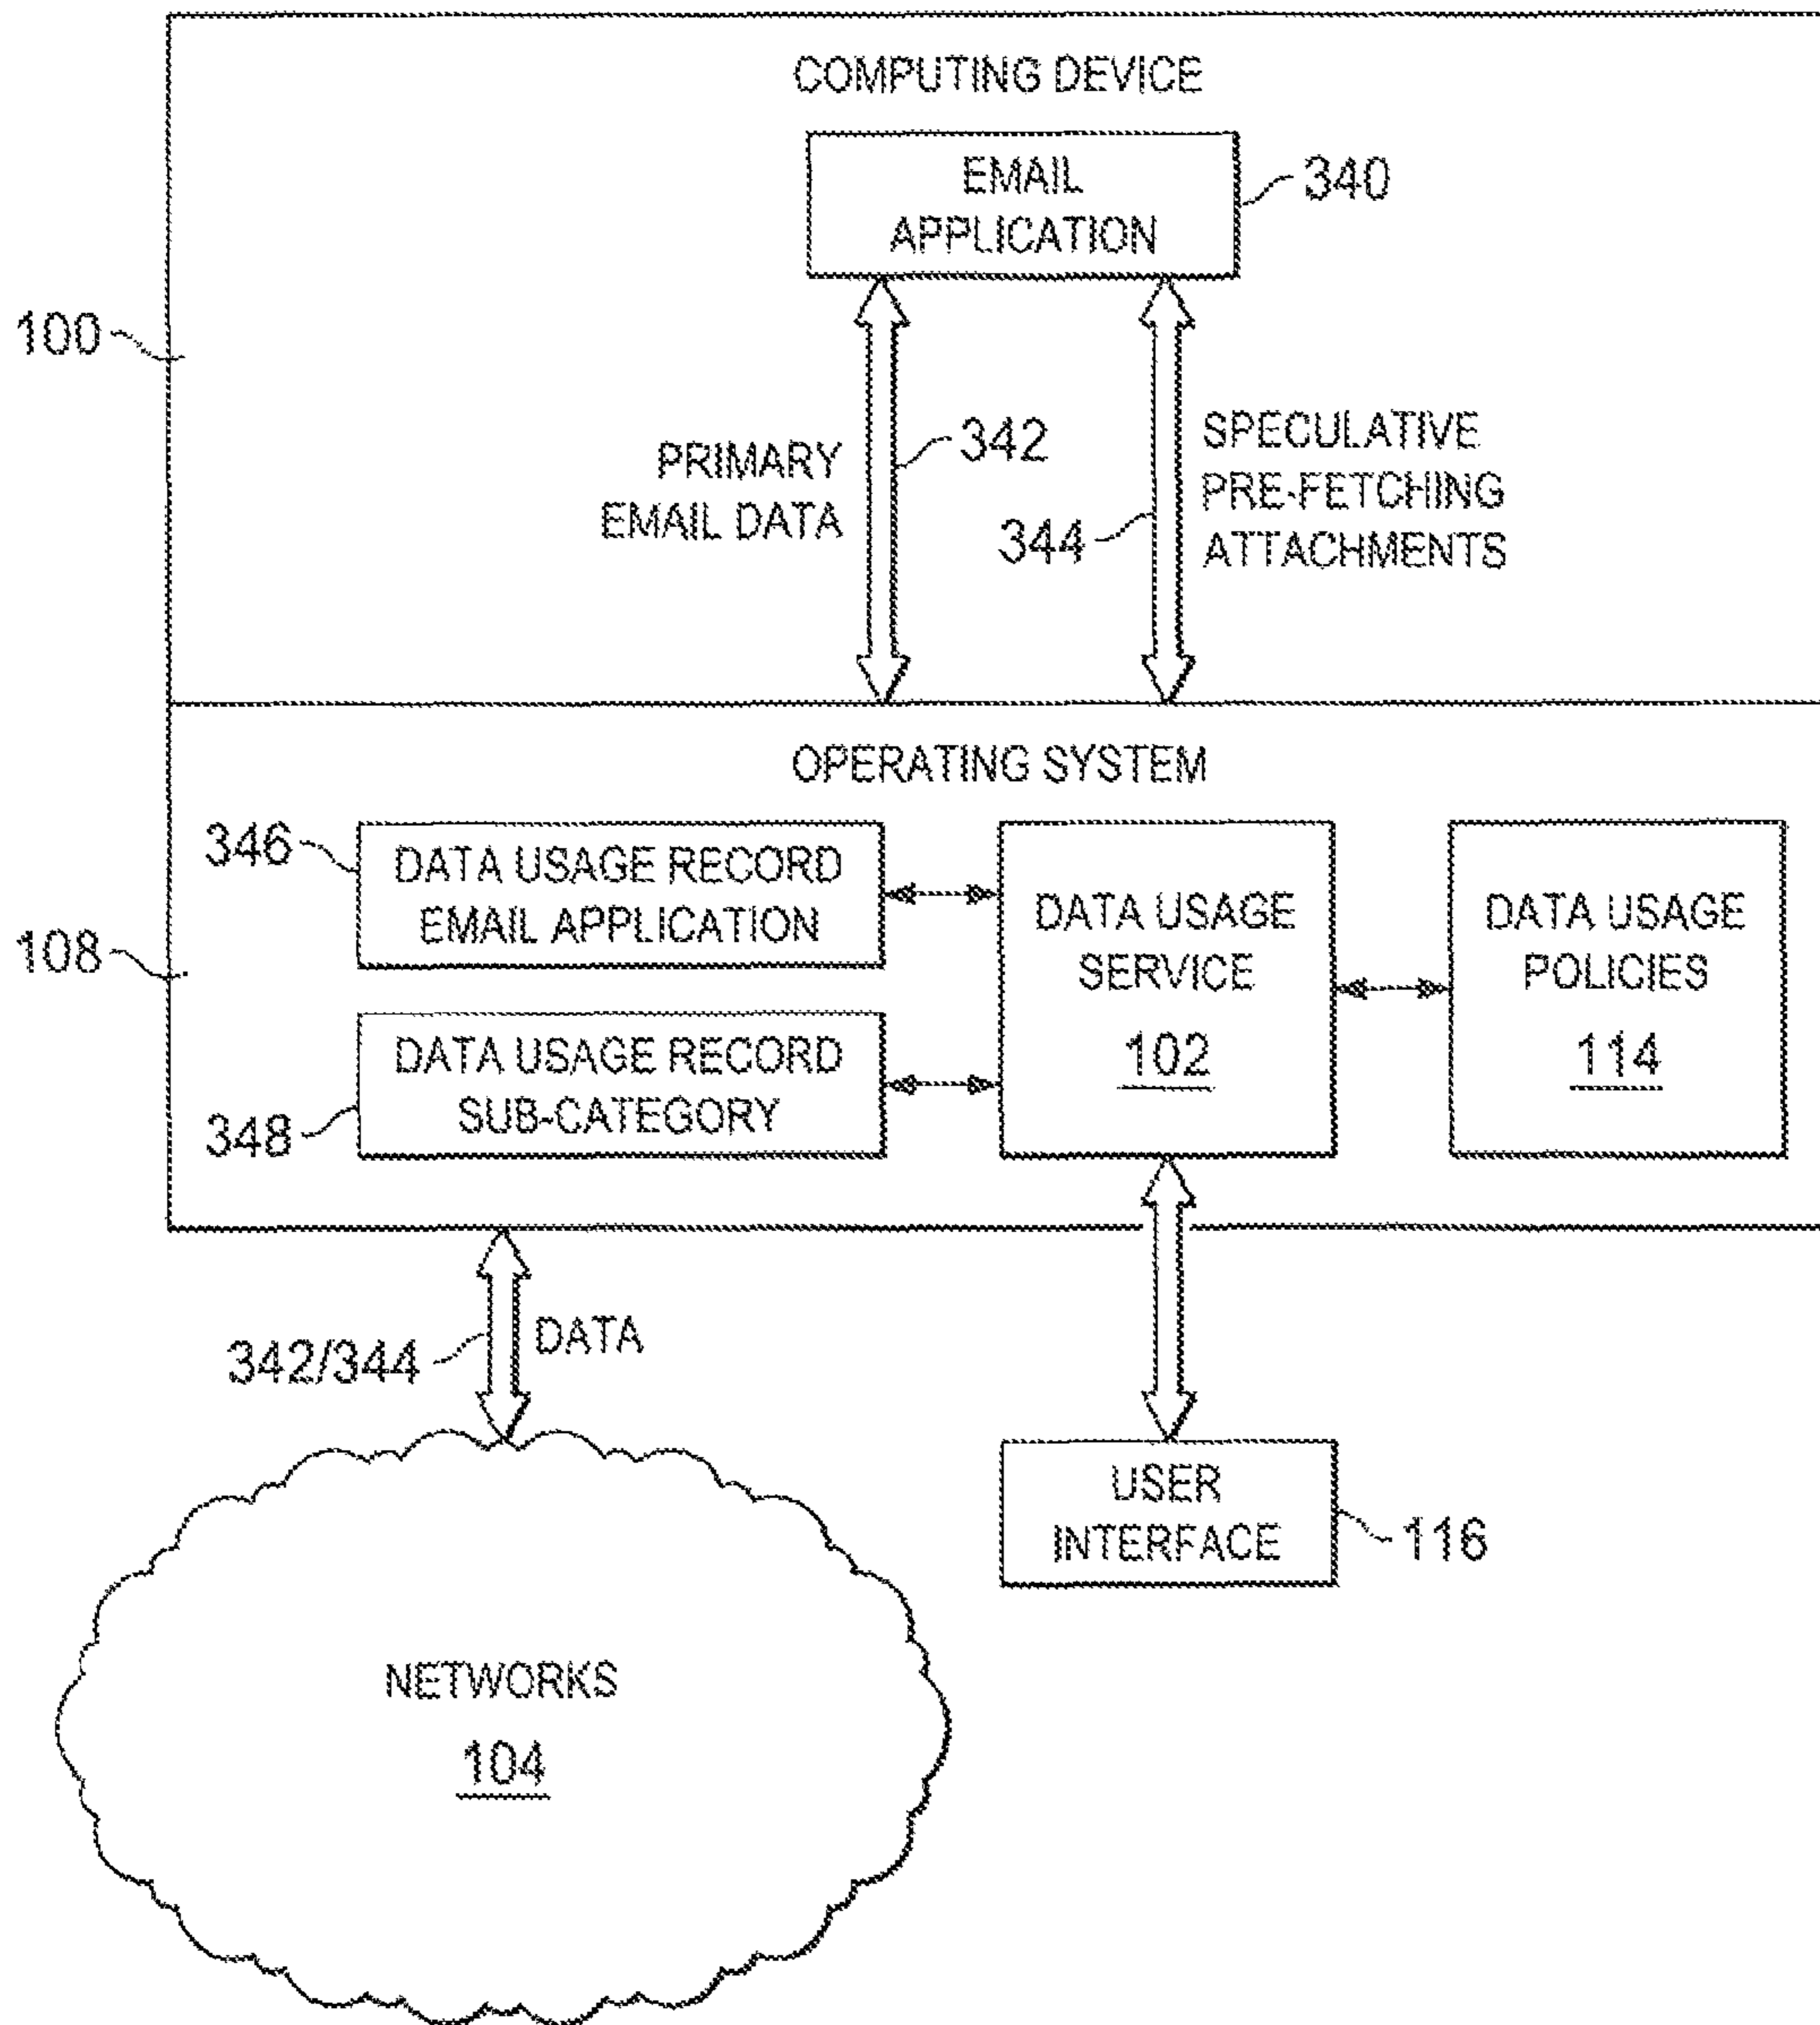 COMPUTING DEVICE
EMAIL
APPLICATION
340
100
PRIMARY
EMAIL DATA
342
344
SPECULATIVE
PRE-FETCHING
ATTACHMENTS
OPERATING SYSTEM
346
DATA USAGE RECORD
EMAIL APPLICATION
108
348
DATA USAGE RECORD
SUB-CATEGORY
DATA USAGE
SERVICE
102
DATA USAGE
POLICIES
114
342/344
DATA
USER
INTERFACE
116
NETWORKS
104